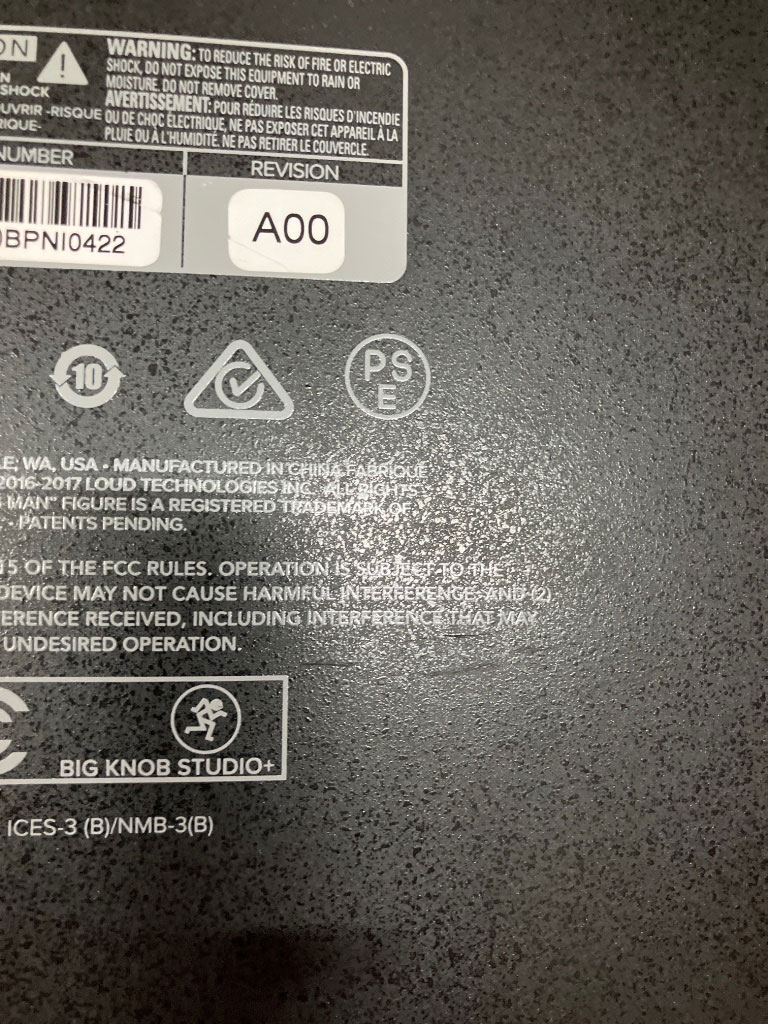 ON
WARNING: TO REDUCE THE RISK OF FIRE OR ELECTRIC
SHOCK, DO NOT EXPOSE THIS EQUIPMENT TO RAIN OR
N
SHOCK
MOISTURE. DO NOT REMOVE COVER.
UVRIR -RISQUE
RIQUE-
AVERTISSEMENT: POUR RÉDUIRE LES RISQUES D'INCENDIE
OU DE CHOC ÉLECTRIQUE, NE PAS EXPOSER CET APPAREIL À LA
PLUIE OU À L'HUMIDITÉ. NE PAS RETIRER LE COUVERCLE.
NUMBER
REVISION
0BPNI0422
A00
10
PS
E
LE, WA, USA • MANUFACTURED IN CHINA FABRIQUÉ
2016-2017 LOUD TECHNOLOGIES INC. ALL RIGHTS
G MAN" FIGURE IS A REGISTERED TRADEMARK OF
• PATENTS PENDING.
15 OF THE FCC RULES. OPERATION IS SUBJECT TO THE
DEVICE MAY NOT CAUSE HARMFUL INTERFERENCE, AND (2)
ERENCE RECEIVED, INCLUDING INTERFERENCE THAT MAY
UNDESIRED OPERATION.
BIG KNOB STUDIO+
ICES-3 (B)/NMB-3(B)